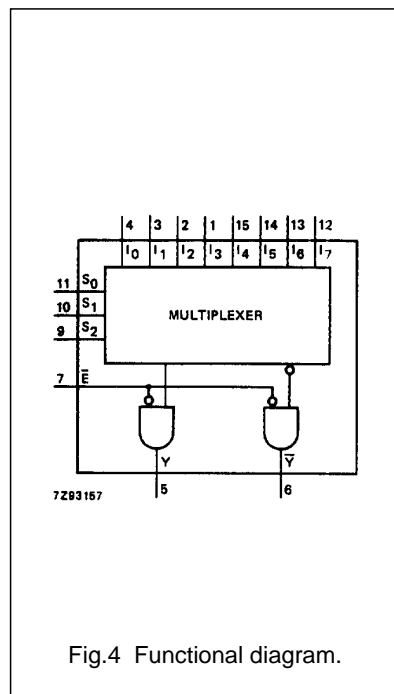 4 3 2 1 15 14 13 12
I0 I1 I2 I3 I4 I5 I6 I7
11 S0
10 S1
9 S2
MULTIPLEXER
7 E̅
Y Y̅
5 6
7Z93157
Fig.4 Functional diagram.